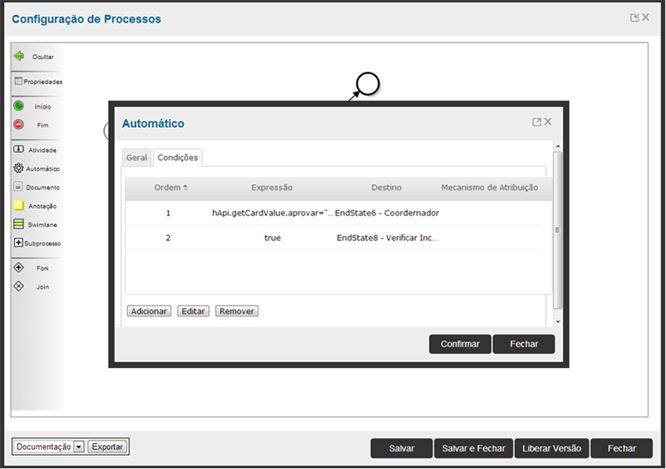 Configuração de Processos
Ocultar
Propriedades
Início
Fim
Atividade
Automático
Documento
Anotação
Swimlane
Subprocesso
Fork
Join
Automático
Geral Condições
Ordem Expressão Destino Mecanismo de Atribuição
1 hApi.getCardValue.aprovar="... EndState6 - Coordernador
2 true EndState8 - Verificar Inc...
Adicionar Editar Remover
Confirmar Fechar
Documentação Exportar Salvar Salvar e Fechar Liberar Versão Fechar